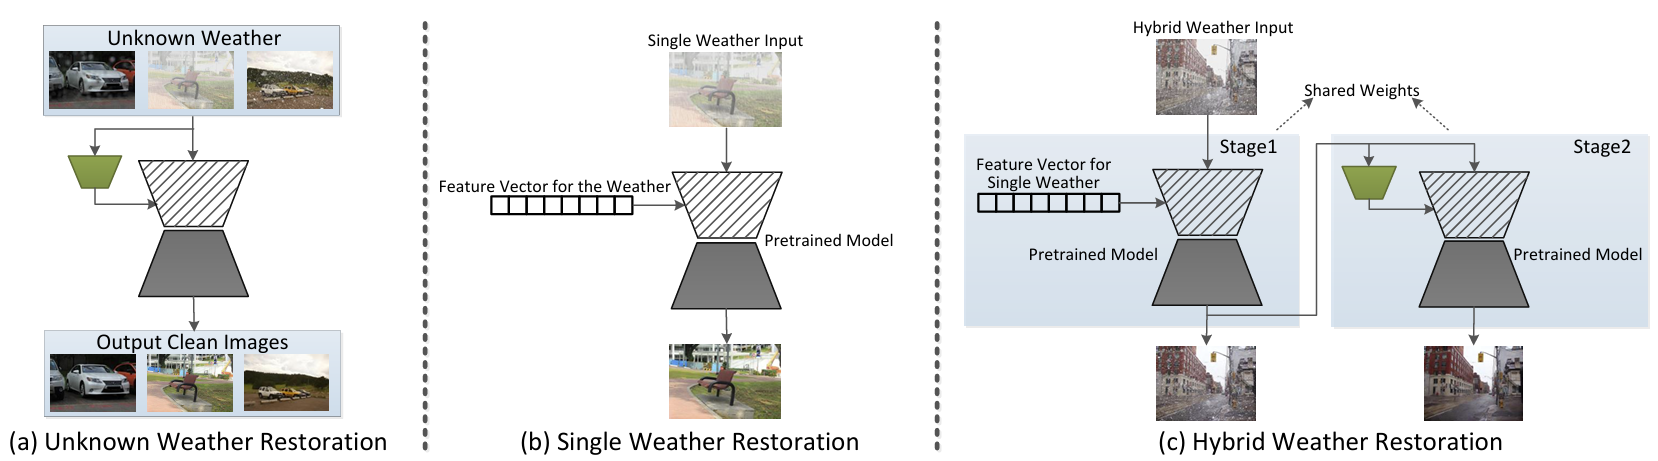 Unknown Weather
Output Clean Images
(a) Unknown Weather Restoration
Single Weather Input
Feature Vector for the Weather
Pretrained Model
(b) Single Weather Restoration
Hybrid Weather Input
Shared Weights
Stage1
Feature Vector for
Single Weather
Pretrained Model
Stage2
Pretrained Model
(c) Hybrid Weather Restoration